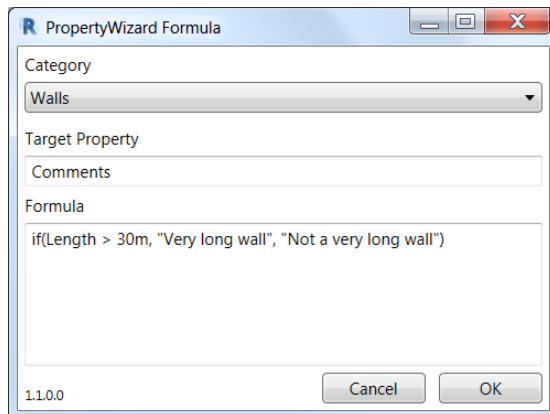 R PropertyWizard Formula
Category
Walls
Target Property
Comments
Formula
if(Length > 30m, "Very long wall", "Not a very long wall")
1.1.0.0
Cancel
OK